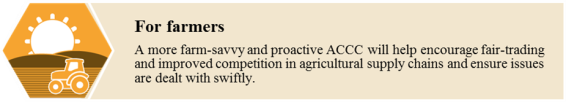 For farmers
A more farm-savvy and proactive ACCC will help encourage fair-trading
and improved competition in agricultural supply chains and ensure issues
are dealt with swiftly.